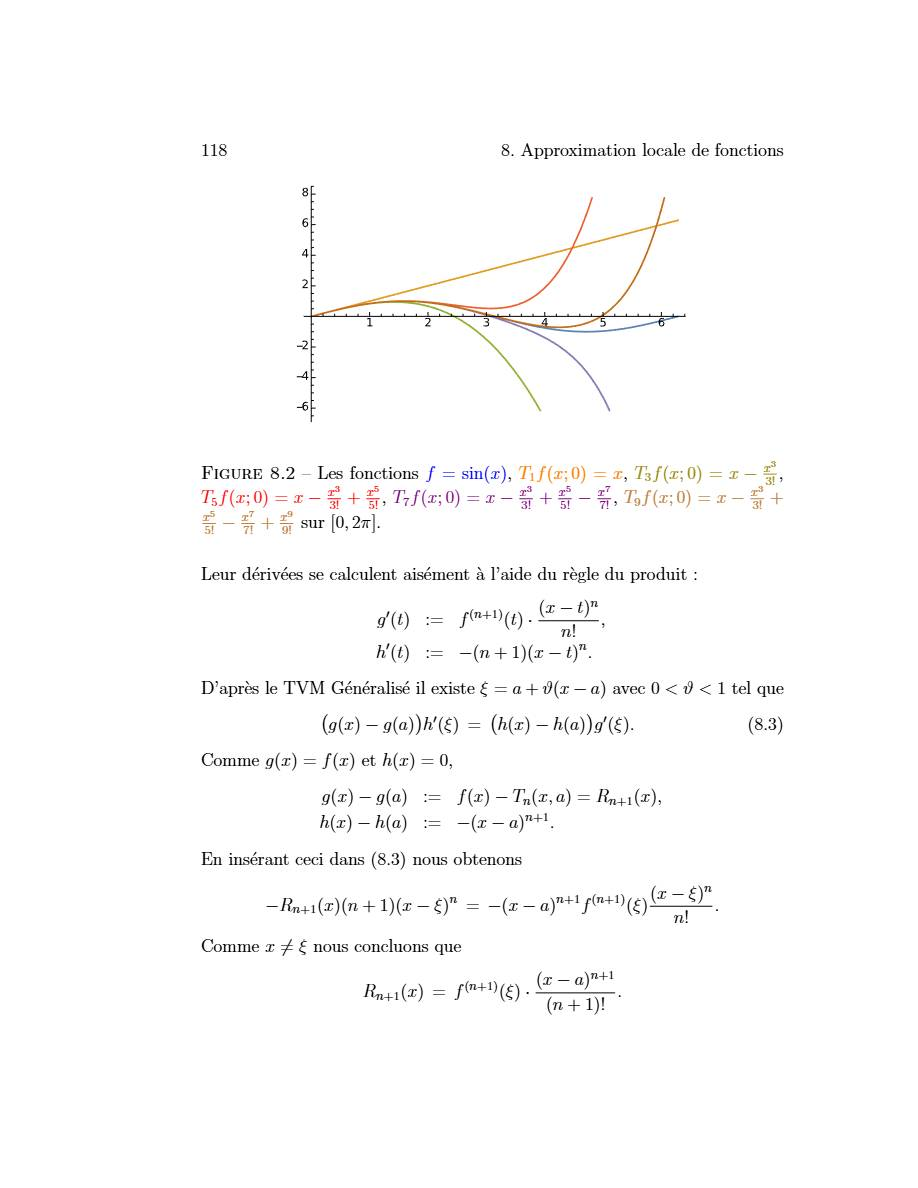 118 8. Approximation locale de fonctions
8
6
4
2
1 2 3 4 5 6
−2
−4
−6
FIGURE 8.2 – Les fonctions f = sin(x), T₁f(x; 0) = x, T₃f(x; 0) = x − x³/3!,
T₅f(x; 0) = x − x³/3! + x⁵/5!, T₇f(x; 0) = x − x³/3! + x⁵/5! − x⁷/7!, T₉f(x; 0) = x − x³/3! +
x⁵/5! − x⁷/7! + x⁹/9! sur [0, 2π].
Leur dérivées se calculent aisément à l'aide du règle du produit :
g′(t) := f⁽ⁿ⁺¹⁾(t) · (x − t)ⁿ/n!,
h′(t) := −(n + 1)(x − t)ⁿ.
D'après le TVM Généralisé il existe ξ = a + ϑ(x − a) avec 0 < ϑ < 1 tel que
(g(x) − g(a))h′(ξ) = (h(x) − h(a))g′(ξ). (8.3)
Comme g(x) = f(x) et h(x) = 0,
g(x) − g(a) := f(x) − Tₙ(x, a) = Rₙ₊₁(x),
h(x) − h(a) := −(x − a)ⁿ⁺¹.
En insérant ceci dans (8.3) nous obtenons
−Rₙ₊₁(x)(n + 1)(x − ξ)ⁿ = −(x − a)ⁿ⁺¹f⁽ⁿ⁺¹⁾(ξ)(x − ξ)ⁿ/n!.
Comme x ≠ ξ nous concluons que
Rₙ₊₁(x) = f⁽ⁿ⁺¹⁾(ξ) · (x − a)ⁿ⁺¹/(n + 1)!.